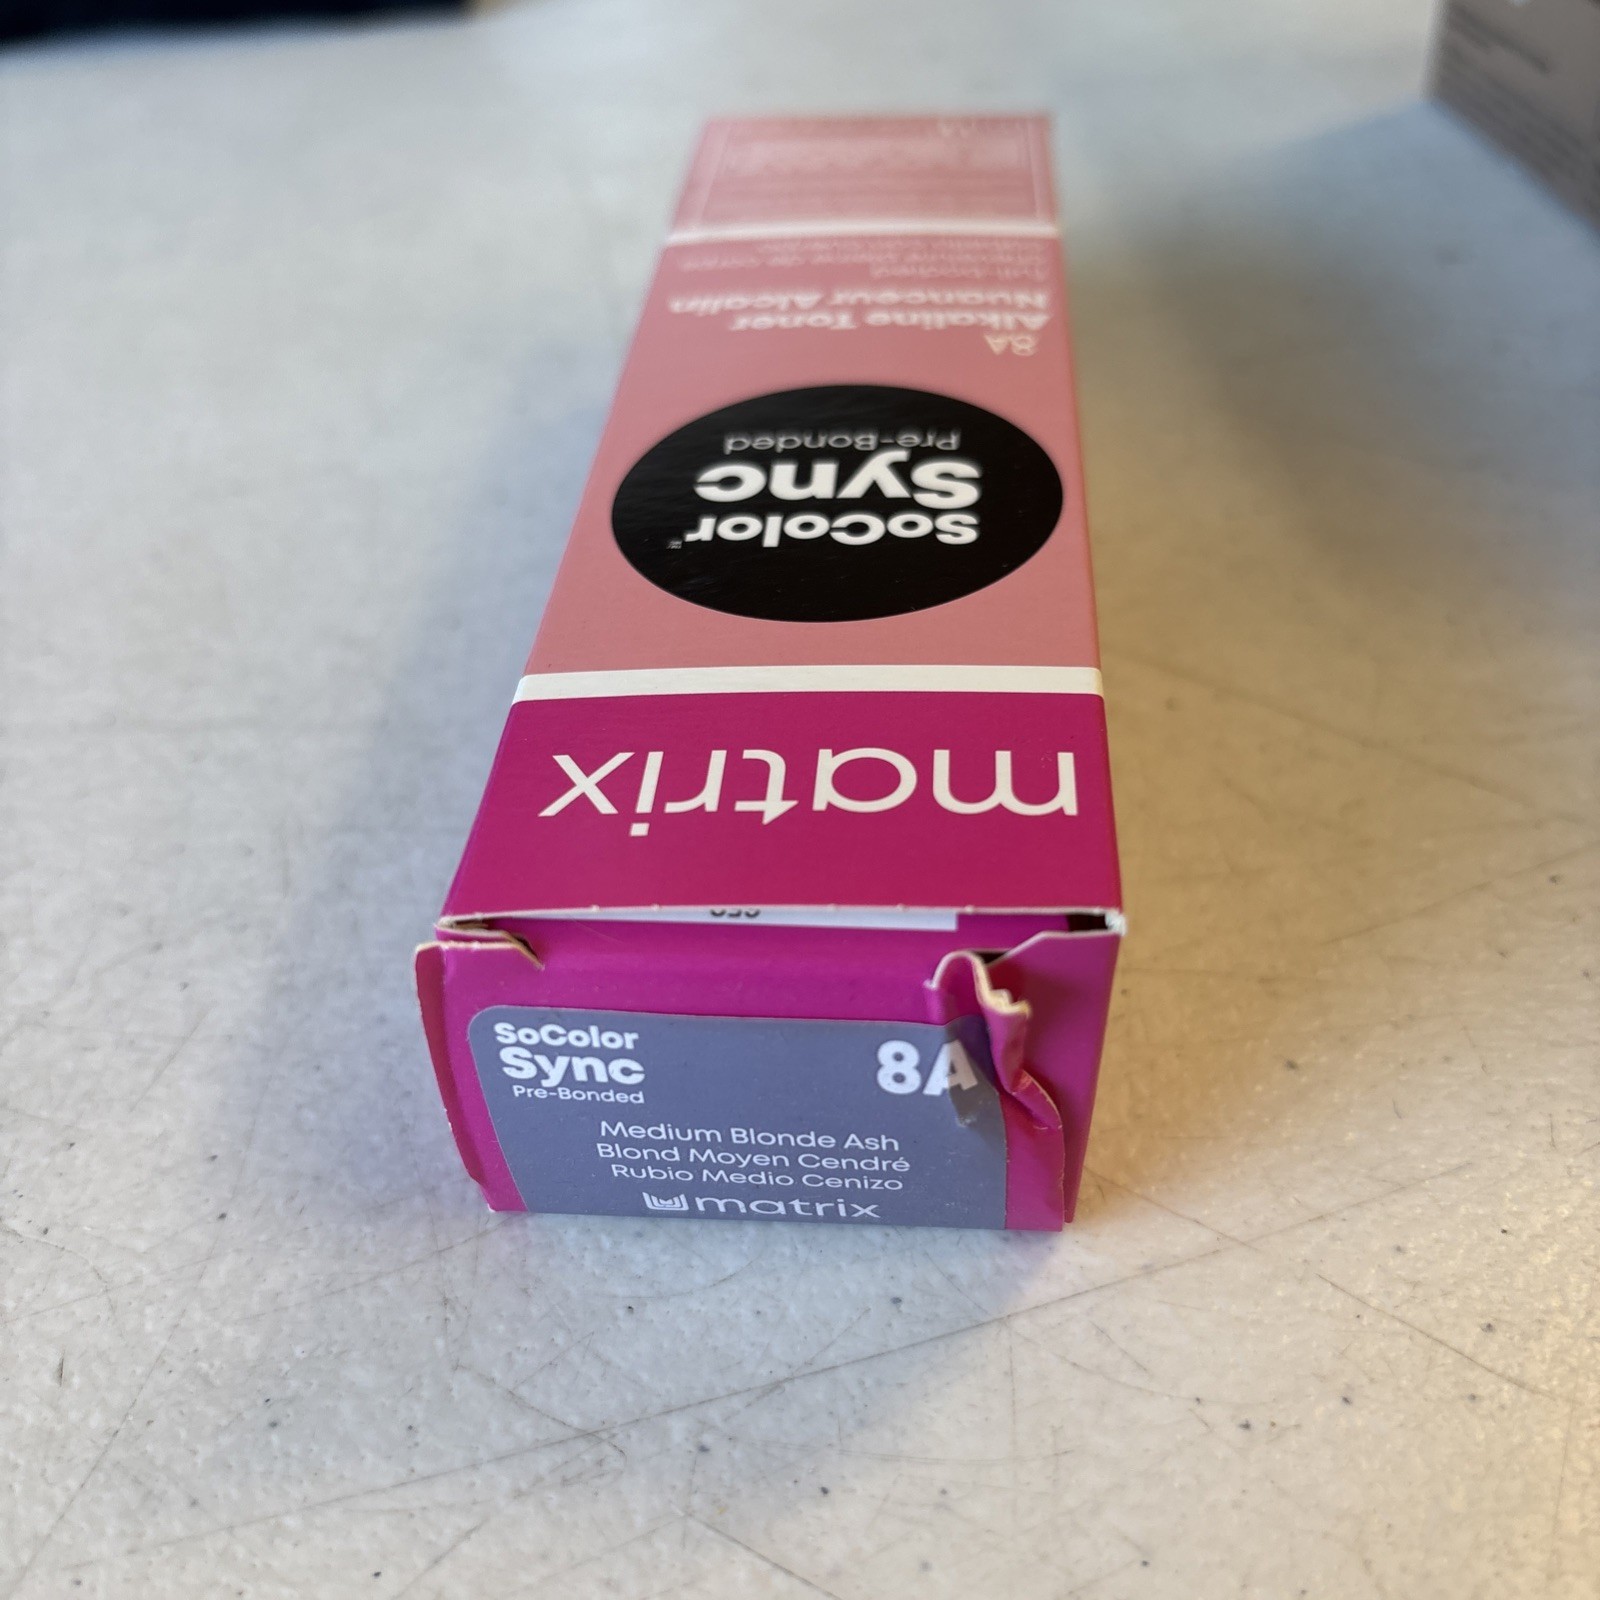 matrix
SoColor™
Sync
Pre-Bonded
8A
Alkaline Toner
Nuanceur Alcalin
SoColor
Sync
Pre-Bonded
8A
Medium Blonde Ash
Blond Moyen Cendré
Rubio Medio Cenizo
matrix